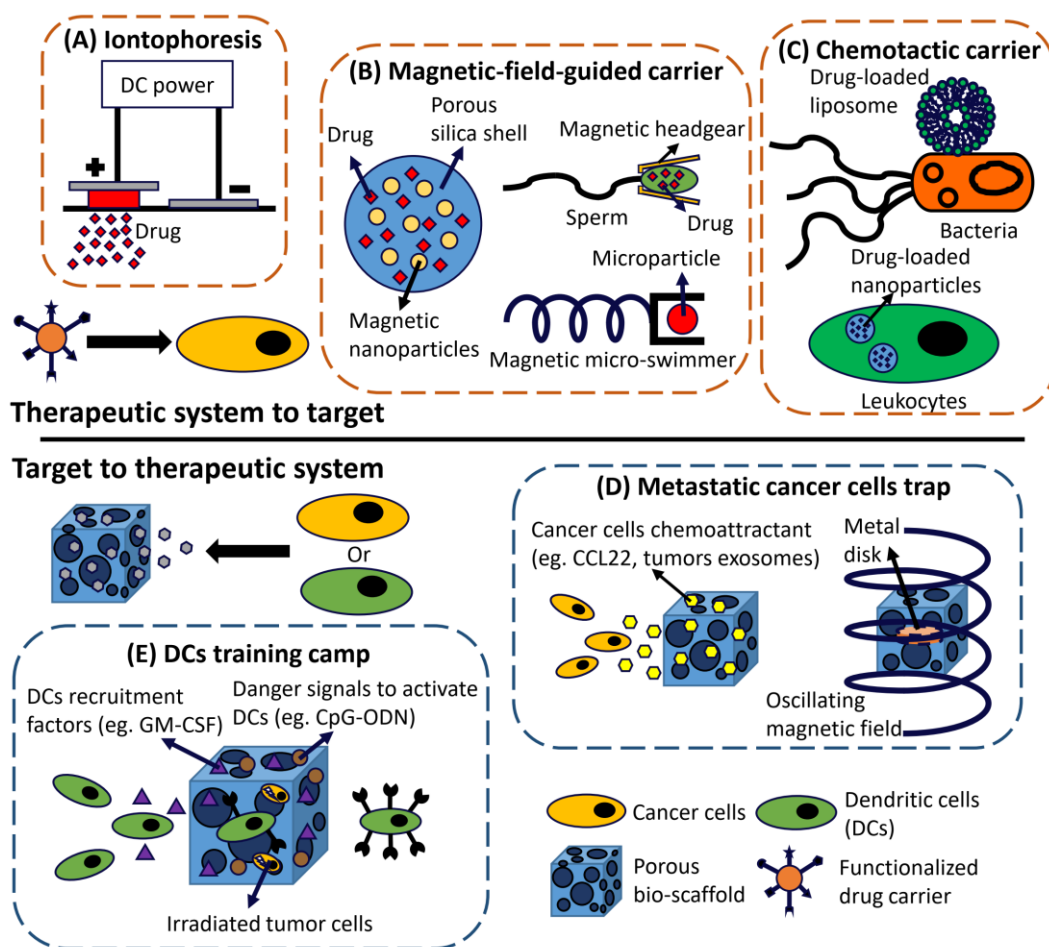 (A) Iontophoresis
DC power
+
-
Drug
(B) Magnetic-field-guided carrier
Drug
Porous
silica shell
Magnetic
nanoparticles
Magnetic headgear
Sperm
Drug
Microparticle
Magnetic micro-swimmer
(C) Chemotactic carrier
Drug-loaded
liposome
Bacteria
Drug-loaded
nanoparticles
Leukocytes
Therapeutic system to target
Target to therapeutic system
Or
(D) Metastatic cancer cells trap
Cancer cells chemoattractant
(eg. CCL22, tumors exosomes)
Metal
disk
Oscillating
magnetic field
(E) DCs training camp
DCs recruitment
factors (eg. GM-CSF)
Danger signals to activate
DCs (eg. CpG-ODN)
Irradiated tumor cells
Cancer cells
Dendritic cells
(DCs)
Porous
bio-scaffold
Functionalized
drug carrier